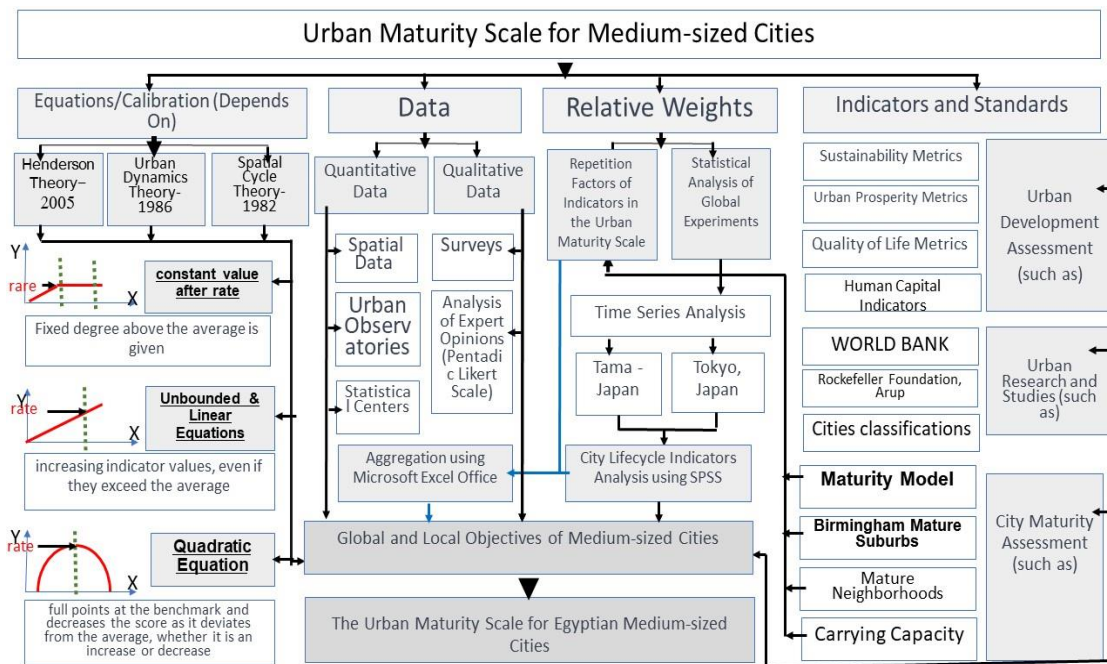 Urban Maturity Scale for Medium-sized Cities
Equations/Calibration (Depends
On)
Henderson
Theory–
2005
Urban
Dynamics
Theory-
1986
Spatial
Cycle
Theory-
1982
Y
rare
X
constant value
after rate
Fixed degree above the average is
given
Y
rate
X
Unbounded &
Linear
Equations
increasing indicator values, even if
they exceed the average
Y
rate
X
Quadratic
Equation
full points at the benchmark and
decreases the score as it deviates
from the average, whether it is an
increase or decrease
Data
Quantitative
Data
Qualitative
Data
Spatial
Data
Urban
Observ
atories
Statistica
l Centers
Surveys
Analysis
of Expert
Opinions
(Pentadi
c Likert
Scale)
Relative Weights
Repetition
Factors of
Indicators in
the Urban
Maturity Scale
Statistical
Analysis of
Global
Experiments
Time Series Analysis
Tama -
Japan
Tokyo,
Japan
Aggregation using
Microsoft Excel Office
City Lifecycle Indicators
Analysis using SPSS
Global and Local Objectives of Medium-sized Cities
The Urban Maturity Scale for Egyptian Medium-sized
Cities
Indicators and Standards
Sustainability Metrics
Urban Prosperity Metrics
Quality of Life Metrics
Human Capital
Indicators
Urban
Development
Assessment
(such as)
WORLD BANK
Rockefeller Foundation,
Arup
Cities classifications
Urban
Research and
Studies (such
as)
Maturity Model
Birmingham Mature
Suburbs
Mature
Neighborhoods
Carrying Capacity
City Maturity
Assessment
(such as)